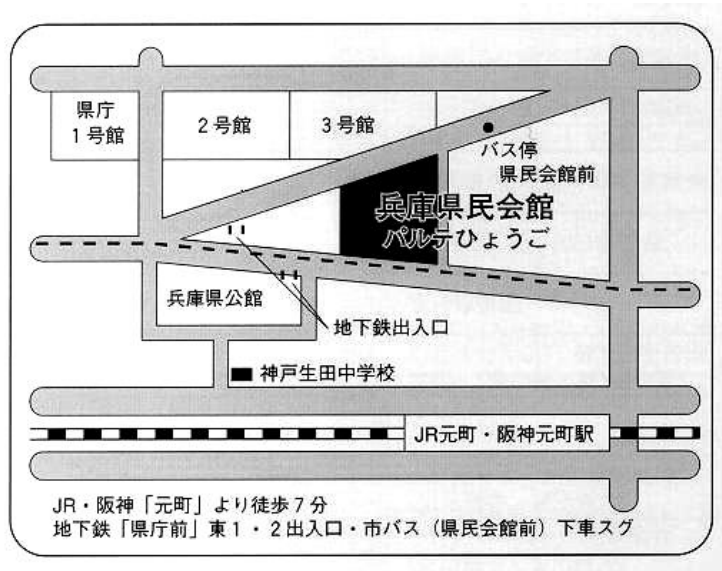 県庁
1号館
2号館
3号館
バス停
県民会館前
兵庫県民会館
パルテひょうご
兵庫県公館
地下鉄出入口
神戸生田中学校
JR元町・阪神元町駅
JR・阪神「元町」より徒歩7分
地下鉄「県庁前」東1・2出入口・市バス（県民会館前）下車スグ